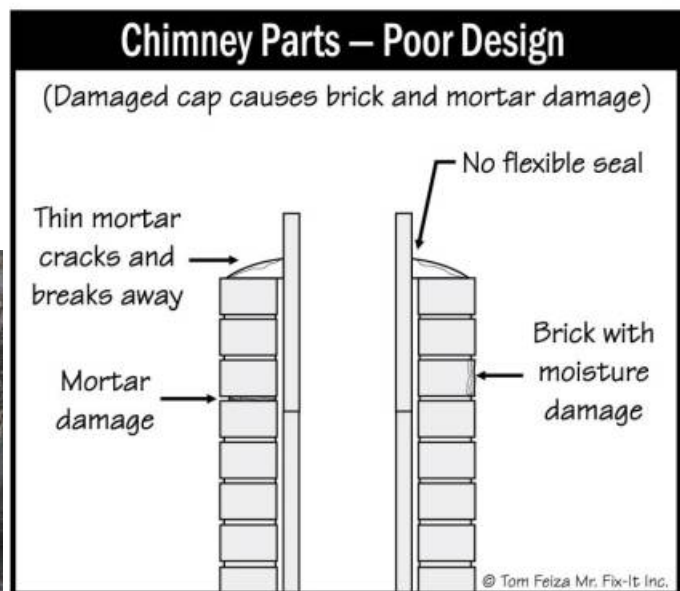 Chimney Parts – Poor Design
(Damaged cap causes brick and mortar damage)
No flexible seal
Thin mortar
cracks and
breaks away
Brick with
moisture
damage
Mortar
damage
© Tom Feiza Mr. Fix-It Inc.